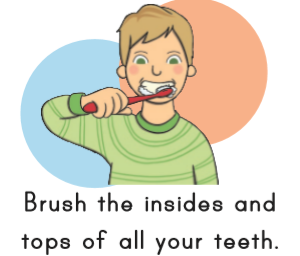 Brush the insides and
tops of all your teeth.